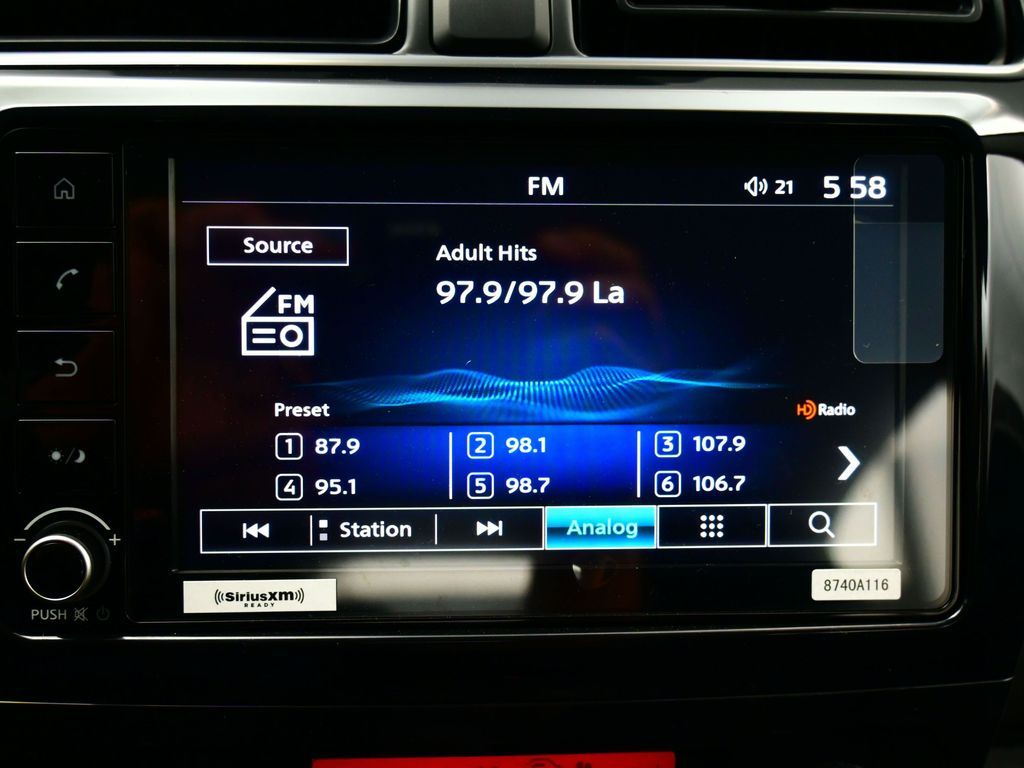 FM
21
5 58
Source
Adult Hits
97.9/97.9 La
FM
Preset
HD Radio
1 87.9
2 98.1
3 107.9
4 95.1
5 98.7
6 106.7
Station
Analog
- +
PUSH
((SiriusXM))
READY
8740A116